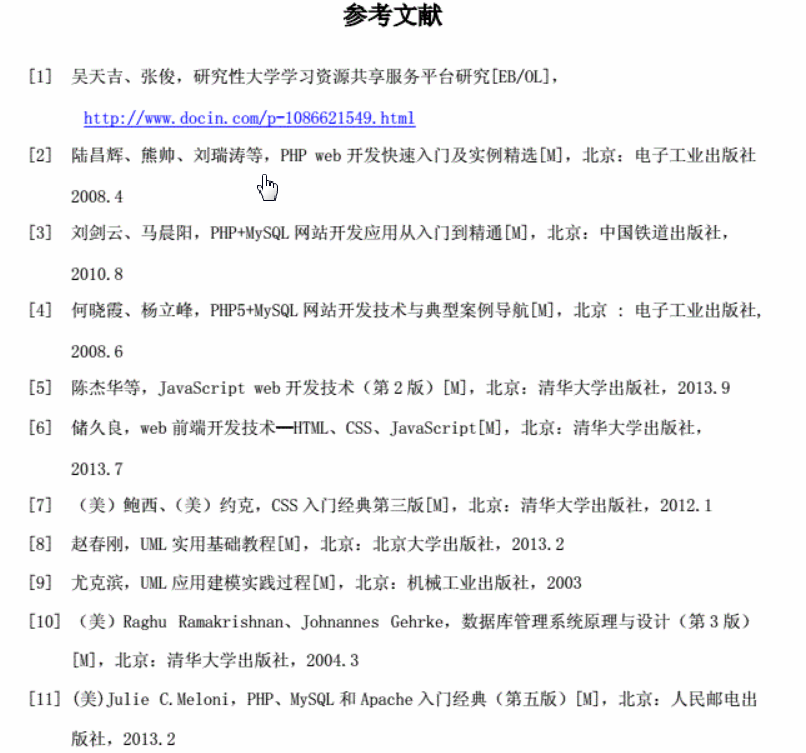 参考文献
[1] 吴天吉、张俊，研究性大学学习资源共享服务平台研究[EB/OL]，
http://www.docin.com/p-1086621549.html
[2] 陆昌辉、熊帅、刘瑞涛等，PHP web 开发快速入门及实例精选[M]，北京：电子工业出版社
2008.4
[3] 刘剑云、马晨阳，PHP+MySQL 网站开发应用从入门到精通[M]，北京：中国铁道出版社，
2010.8
[4] 何晓霞、杨立峰，PHP5+MySQL 网站开发技术与典型案例导航[M]，北京 : 电子工业出版社,
2008.6
[5] 陈杰华等，JavaScript web 开发技术（第 2 版）[M]，北京：清华大学出版社，2013.9
[6] 储久良，web 前端开发技术—HTML、CSS、JavaScript[M]，北京：清华大学出版社，
2013.7
[7] （美）鲍西、（美）约克，CSS 入门经典第三版[M]，北京：清华大学出版社，2012.1
[8] 赵春刚，UML 实用基础教程[M]，北京：北京大学出版社，2013.2
[9] 尤克滨，UML 应用建模实践过程[M]，北京：机械工业出版社，2003
[10] （美）Raghu Ramakrishnan、Johnannes Gehrke，数据库管理系统原理与设计（第 3 版）
[M]，北京：清华大学出版社，2004.3
[11] (美)Julie C.Meloni，PHP、MySQL 和 Apache 入门经典（第五版）[M]，北京：人民邮电出
版社，2013.2